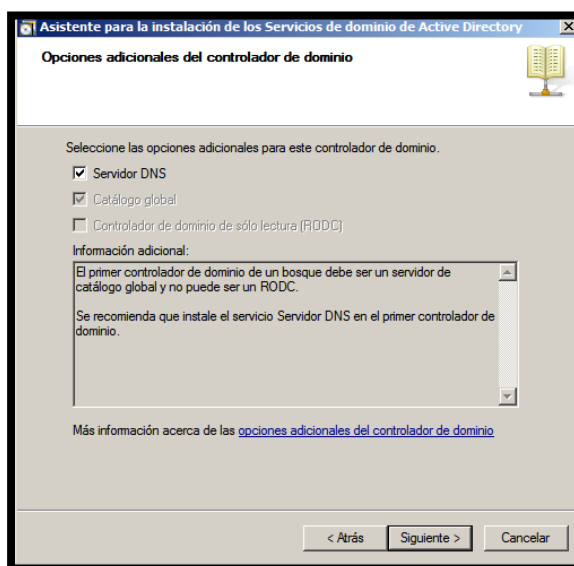 Asistente para la instalación de los Servicios de dominio de Active Directory
Opciones adicionales del controlador de dominio
Seleccione las opciones adicionales para este controlador de dominio.
Servidor DNS
Catálogo global
Controlador de dominio de sólo lectura (RODC)
Información adicional:
El primer controlador de dominio de un bosque debe ser un servidor de
catálogo global y no puede ser un RODC.
Se recomienda que instale el servicio Servidor DNS en el primer controlador de
dominio.
Más información acerca de las opciones adicionales del controlador de dominio
< Atrás Siguiente > Cancelar